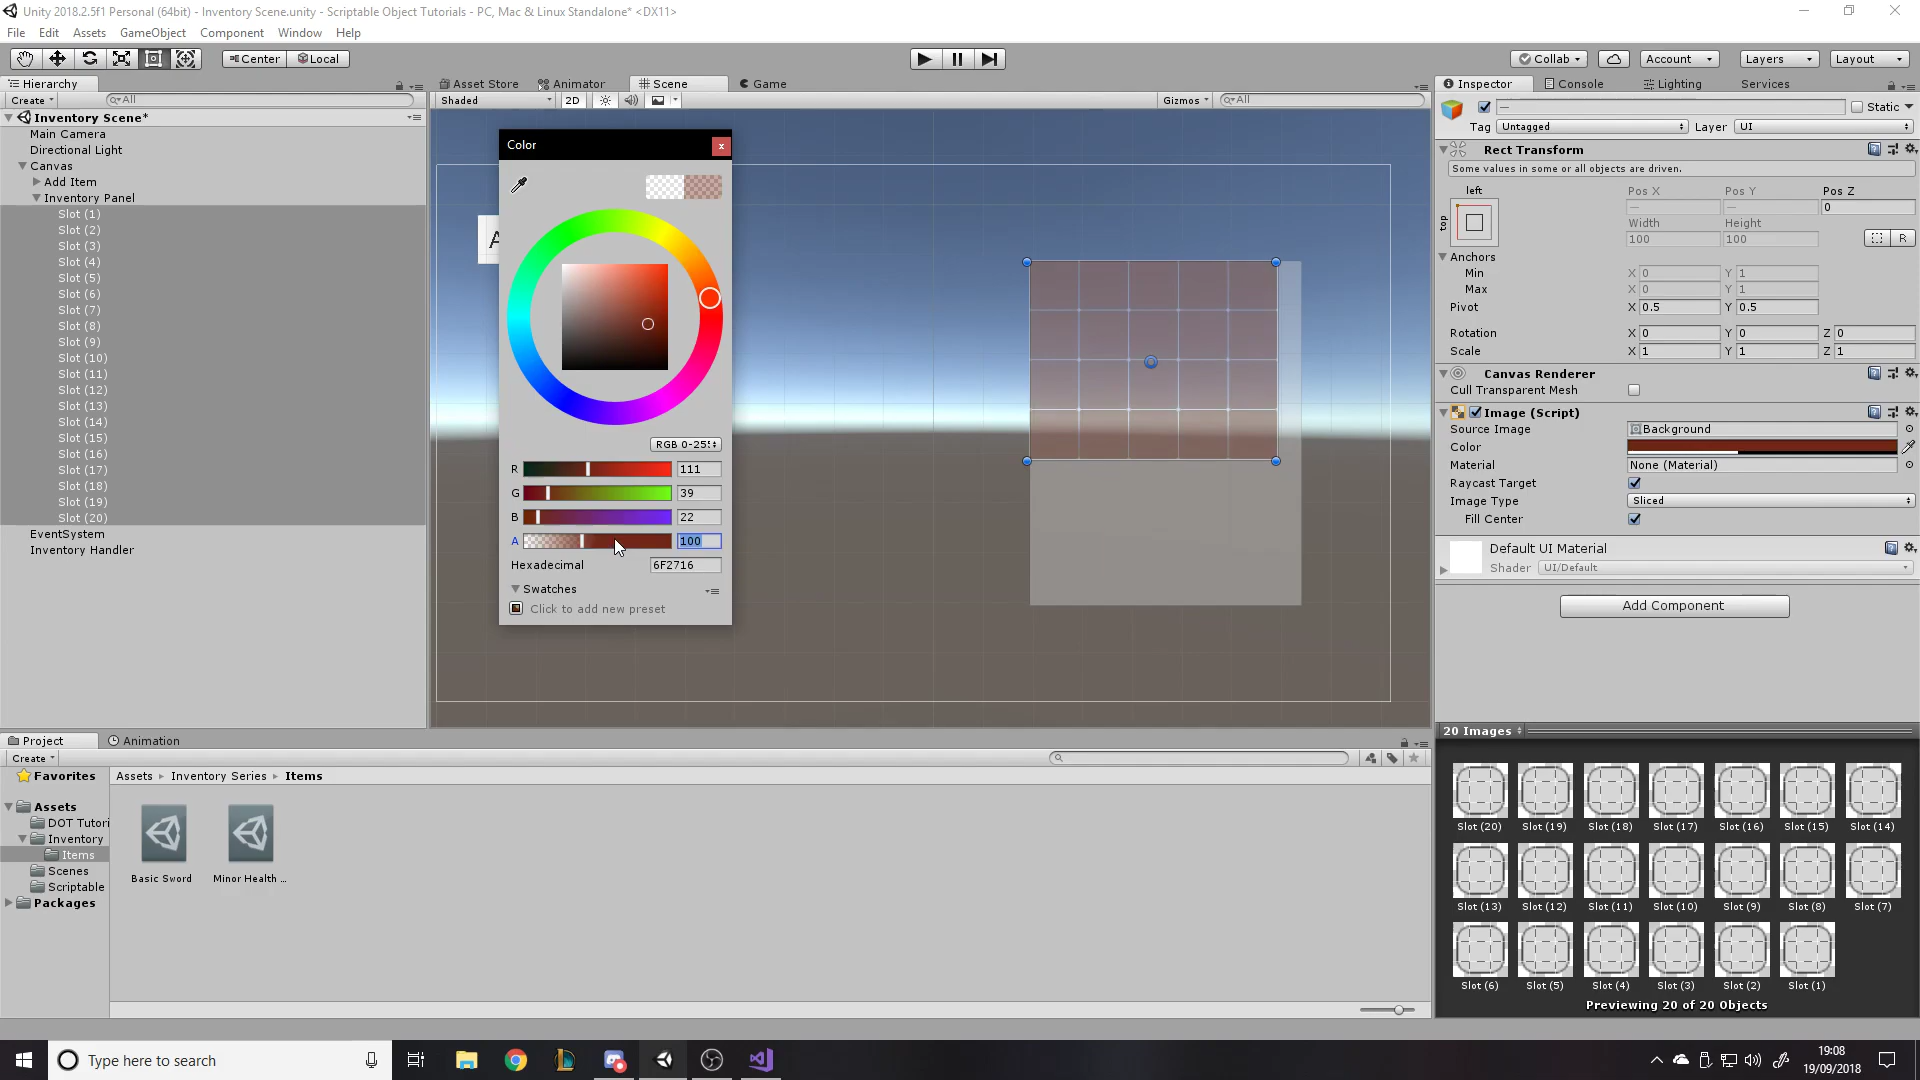 Unity 2018.2.5f1 Personal (64bit) - Inventory Scene.unity - Scriptable Object Tutorials - PC, Mac & Linux Standalone* <DX11>
File Edit Assets GameObject Component Window Help
Center Local Collab Account Layers Layout
Hierarchy
Create All
Inventory Scene*
Main Camera
Directional Light
Canvas
Add Item
Inventory Panel
Slot (1)
Slot (2)
Slot (3)
Slot (4)
Slot (5)
Slot (6)
Slot (7)
Slot (8)
Slot (9)
Slot (10)
Slot (11)
Slot (12)
Slot (13)
Slot (14)
Slot (15)
Slot (16)
Slot (17)
Slot (18)
Slot (19)
Slot (20)
EventSystem
Inventory Handler
Asset Store Animator Scene Game
Shaded 2D Gizmos All
A
Color
x
RGB 0-255
R 111
G 39
B 22
A 100
Hexadecimal 6F2716
Swatches
Click to add new preset
Inspector Console Lighting Services
— Static
Tag Untagged Layer UI
Rect Transform
Some values in some or all objects are driven.
left
top
Pos X Pos Y Pos Z
— — 0
Width Height
100 100
R
Anchors
Min X 0 Y 1
Max X 0 Y 1
Pivot X 0.5 Y 0.5
Rotation X 0 Y 0 Z 0
Scale X 1 Y 1 Z 1
Canvas Renderer
Cull Transparent Mesh
Image (Script)
Source Image Background
Color
Material None (Material)
Raycast Target
Image Type Sliced
Fill Center
Default UI Material
Shader UI/Default
Add Component
20 Images
Slot (20) Slot (19) Slot (18) Slot (17) Slot (16) Slot (15) Slot (14)
Slot (13) Slot (12) Slot (11) Slot (10) Slot (9) Slot (8) Slot (7)
Slot (6) Slot (5) Slot (4) Slot (3) Slot (2) Slot (1)
Previewing 20 of 20 Objects
Project Animation
Create
Favorites
Assets
DOT Tutori
Inventory
Items
Scenes
Scriptable
Packages
Assets Inventory Series Items
Basic Sword Minor Health ...
Type here to search
19:08
19/09/2018